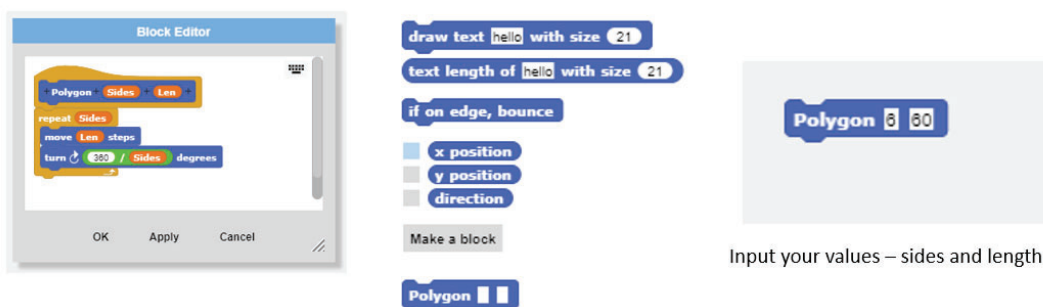 Block Editor
+ Polygon + Sides + Len +
repeat Sides
move Len steps
turn 360 / Sides degrees
OK Apply Cancel
draw text hello with size 21
text length of hello with size 21
if on edge, bounce
x position
y position
direction
Make a block
Polygon
Polygon 6 60
Input your values – sides and length